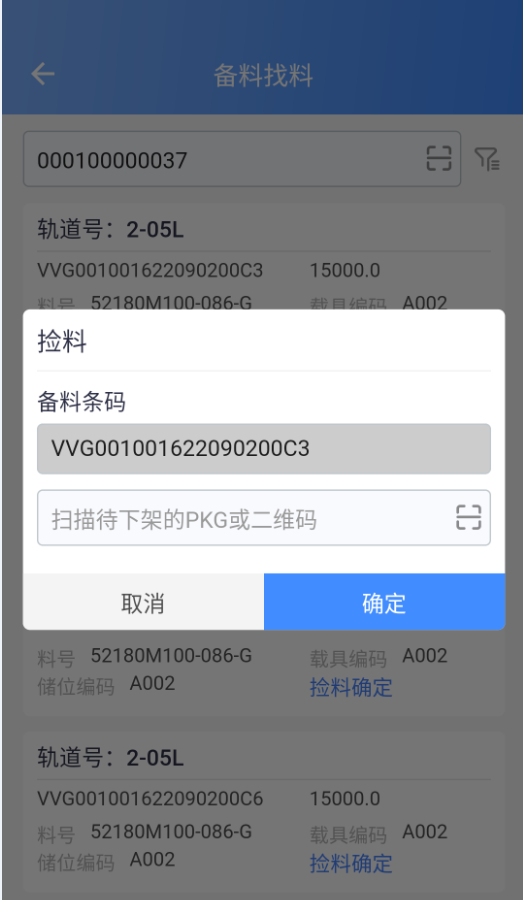 备料找料
000100000037
轨道号：2-05L
VVG001001622090200C3 15000.0
料号 52180M100-086-G 载具编码 A002
捡料
备料条码
VVG001001622090200C3
扫描待下架的PKG或二维码
取消 确定
料号 52180M100-086-G 载具编码 A002
储位编码 A002 捡料确定
轨道号：2-05L
VVG001001622090200C6 15000.0
料号 52180M100-086-G 载具编码 A002
储位编码 A002 捡料确定